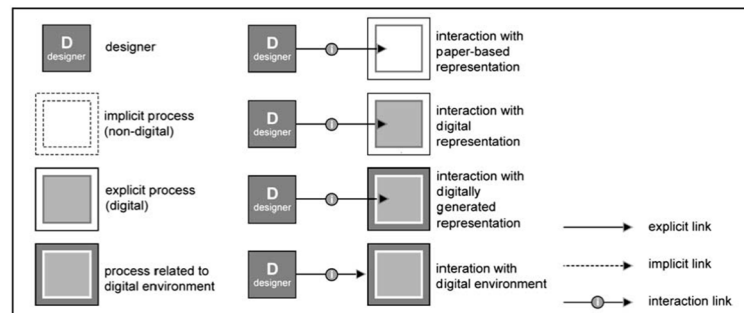 D
designer
designer
D
designer
I
interaction with
paper-based
representation
implicit process
(non-digital)
D
designer
I
interaction with
digital
representation
explicit process
(digital)
D
designer
I
interaction with
digitally
generated
representation
explicit link
process related to
digital environment
D
designer
I
interation with
digital environment
implicit link
I
interaction link